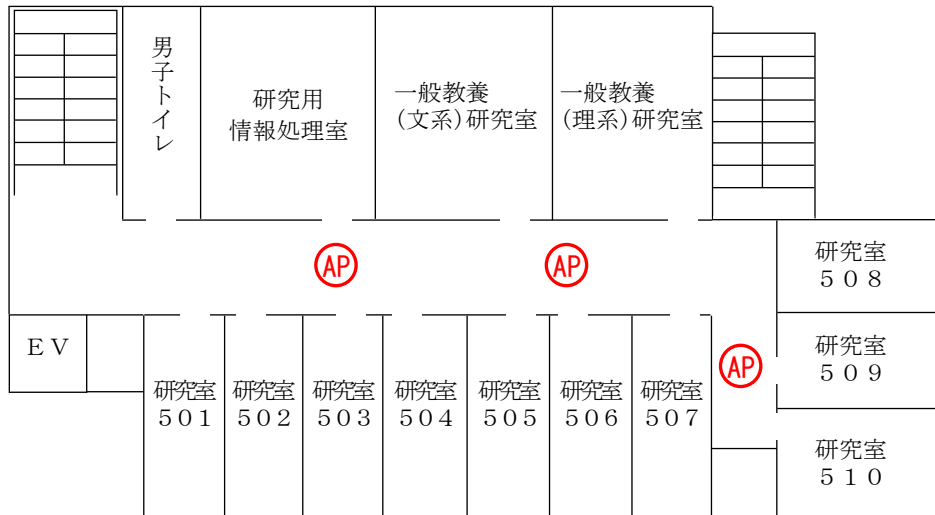 男子トイレ
研究用
情報処理室
一般教養
(文系)研究室
一般教養
(理系)研究室
AP
AP
研究室
５０８
ＥＶ
研究室
５０９
AP
研究室
５０１
研究室
５０２
研究室
５０３
研究室
５０４
研究室
５０５
研究室
５０６
研究室
５０７
研究室
５１０